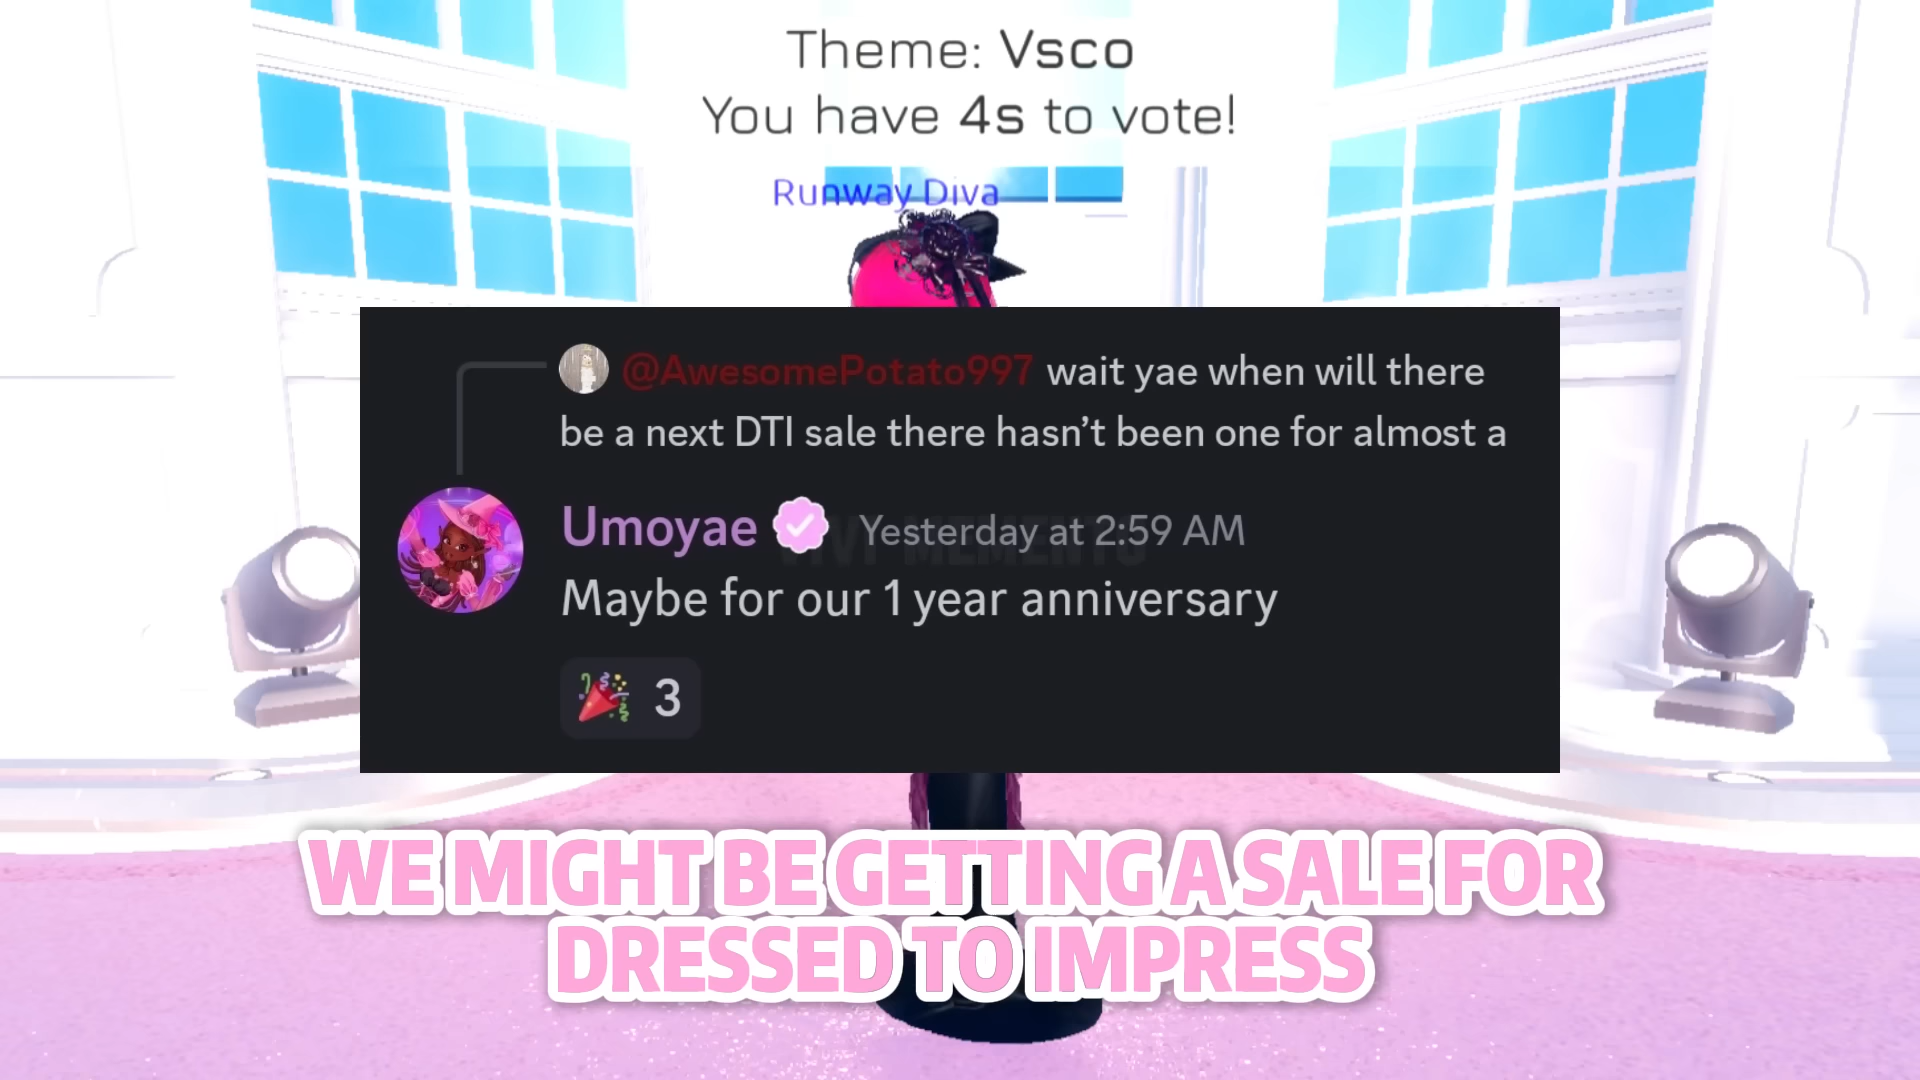 Theme: Vsco
You have 4s to vote!
Runway Diva
@AwesomePotato997 wait yae when will there
be a next DTI sale there hasn't been one for almost a
Umoyae Yesterday at 2:59 AM
VIVI MEMENTO
Maybe for our 1 year anniversary
3
WE MIGHT BE GETTING A SALE FOR
DRESSED TO IMPRESS